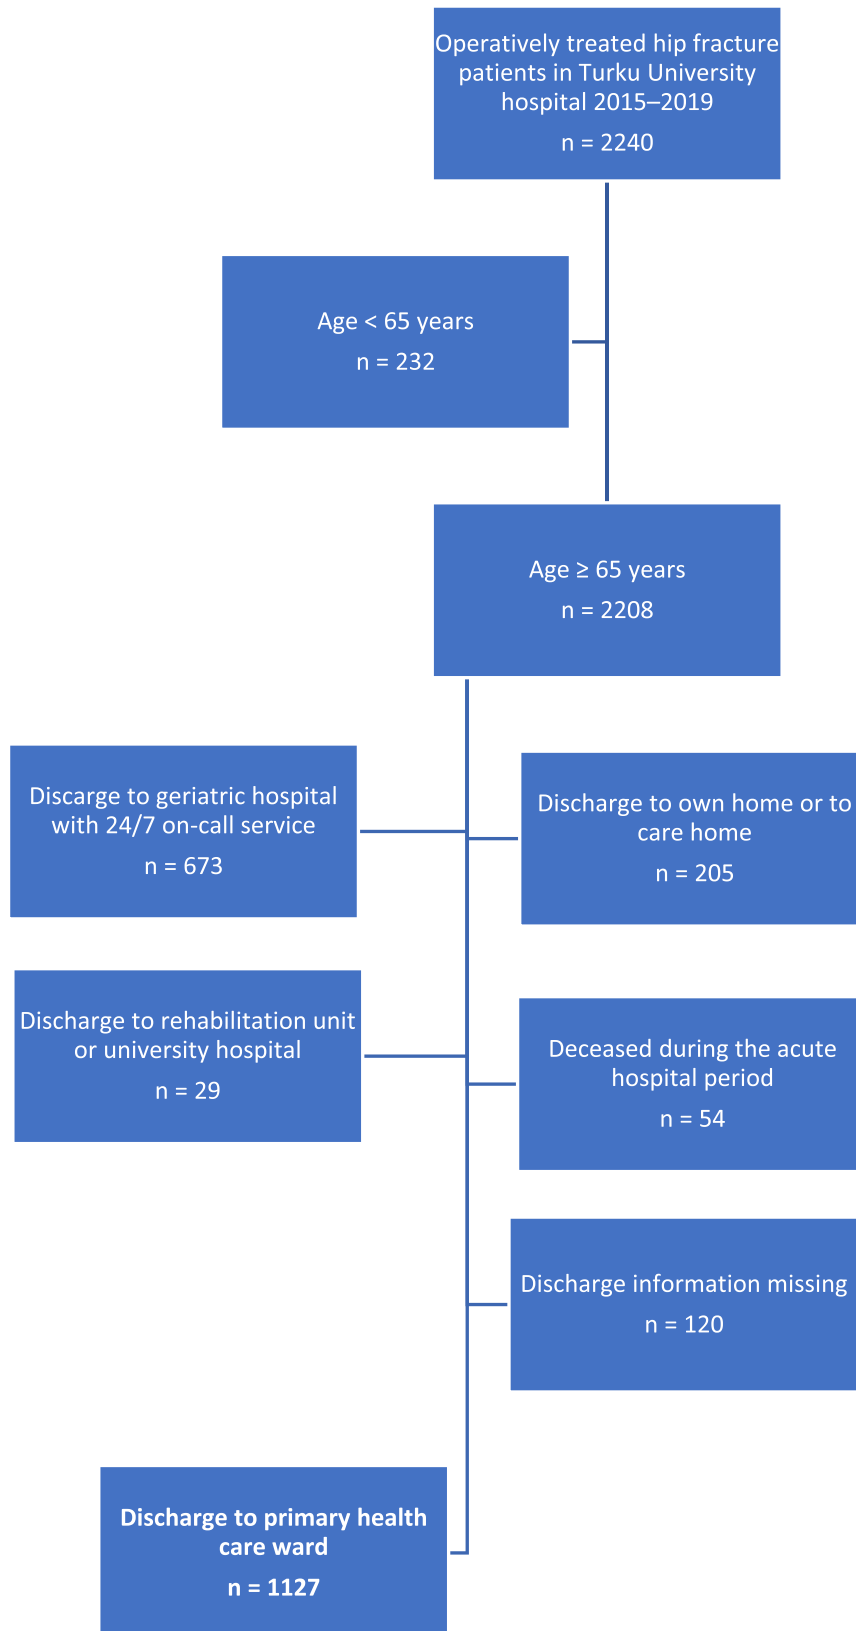 Operatively treated hip fracture
patients in Turku University
hospital 2015–2019
n = 2240
Age < 65 years
n = 232
Age ≥ 65 years
n = 2208
Discarge to geriatric hospital
with 24/7 on-call service
n = 673
Discharge to own home or to
care home
n = 205
Discharge to rehabilitation unit
or university hospital
n = 29
Deceased during the acute
hospital period
n = 54
Discharge information missing
n = 120
Discharge to primary health
care ward
n = 1127